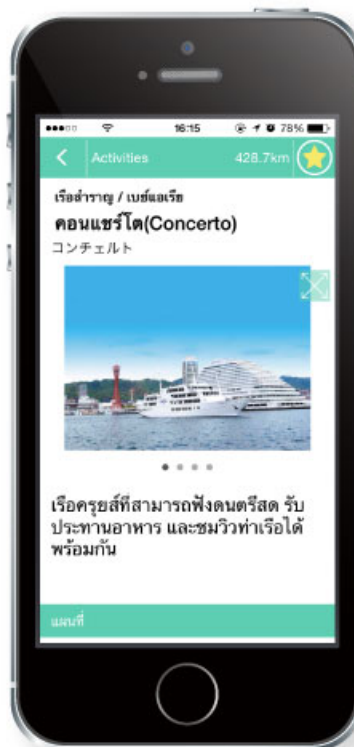 16:15 78%
Activities 428.7km
เรือสำราญ / เบย์แอเรีย
คอนแชร์โต(Concerto)
コンチェルト
เรือครุยส์ที่สามารถฟังดนตรีสด รับ
ประทานอาหาร และชมวิวท่าเรือได้
พร้อมกัน
แผนที่